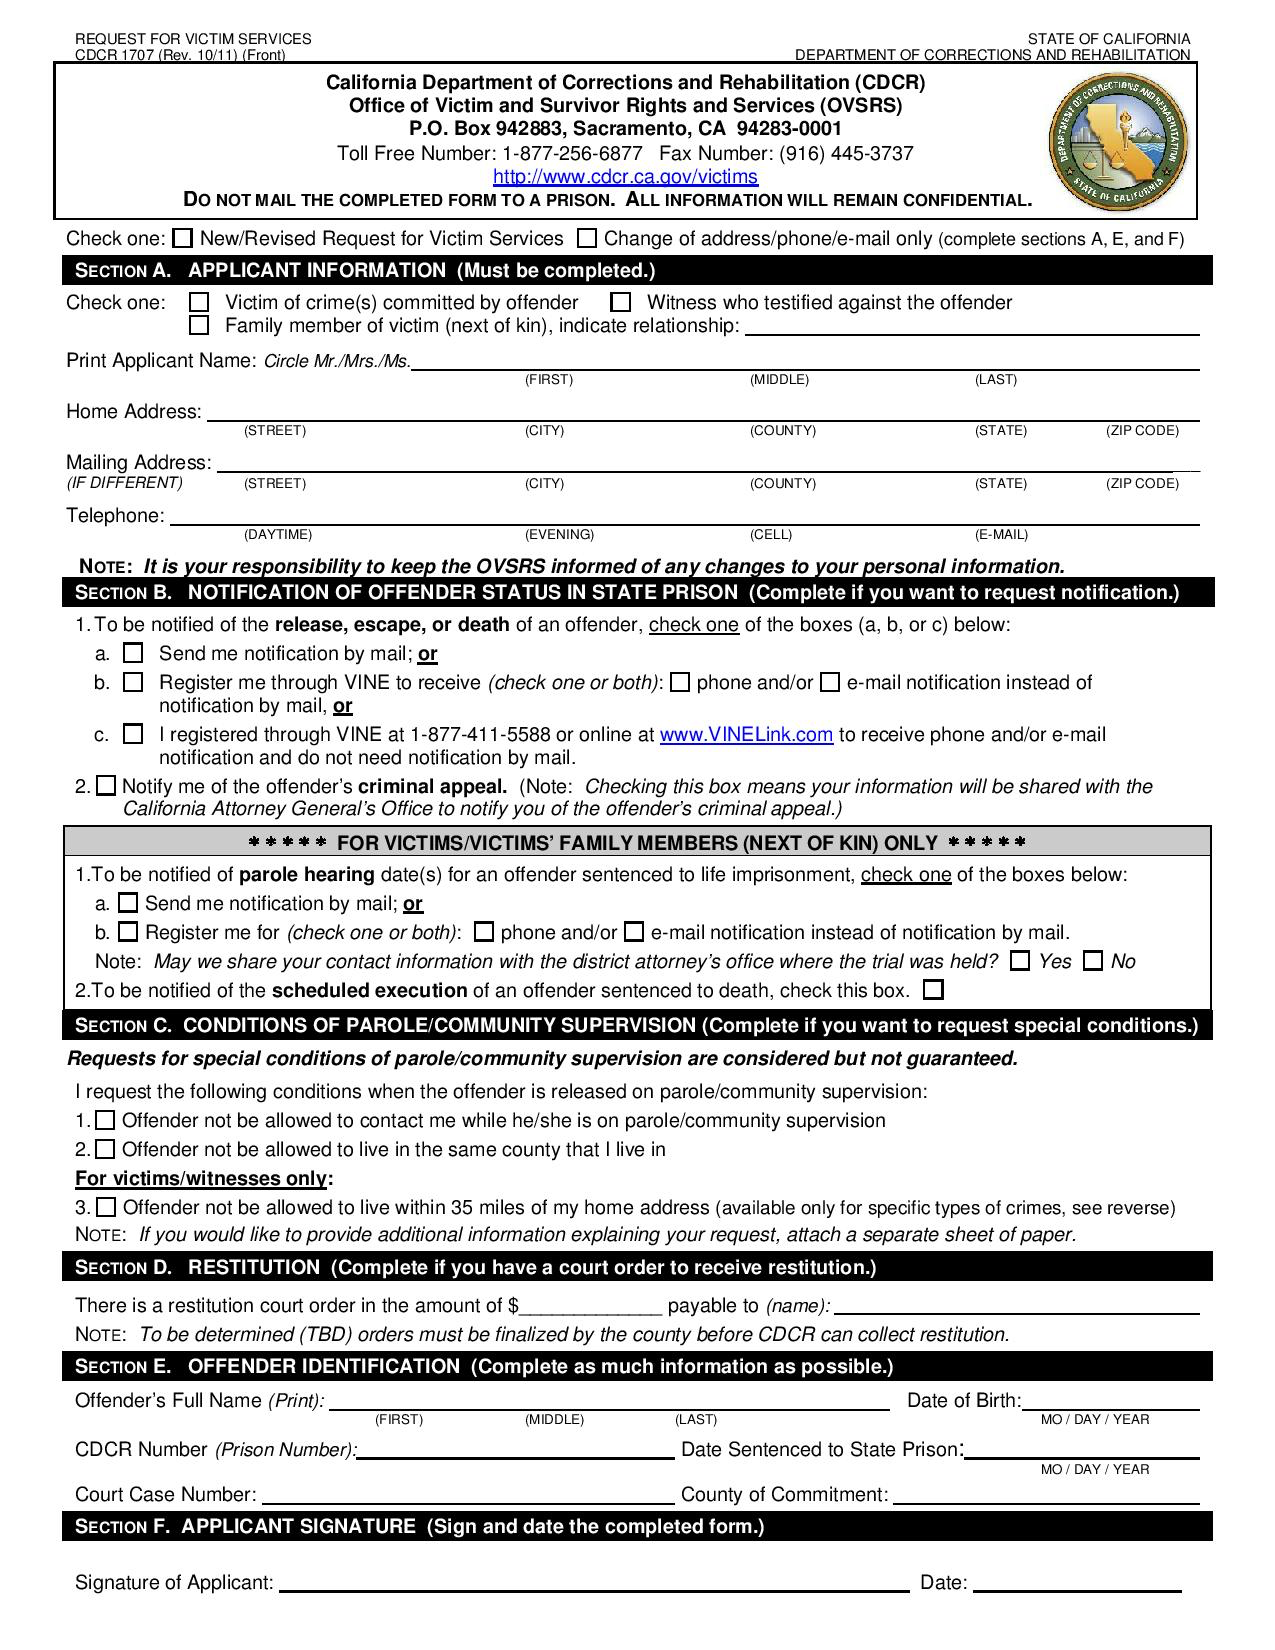 REQUEST FOR VICTIM SERVICES
STATE OF CALIFORNIA
CDCR 1707 (Rev. 10/11) (Front)
DEPARTMENT OF CORRECTIONS AND REHABILITATION
California Department of Corrections and Rehabilitation (CDCR)
Office of Victim and Survivor Rights and Services (OVSRS)
P.O. Box 942883, Sacramento, CA 94283-0001
Toll Free Number: 1-877-256-6877 Fax Number: (916) 445-3737
http://www.cdcr.ca.gov/victims
DO NOT MAIL THE COMPLETED FORM TO A PRISON. ALL INFORMATION WILL REMAIN CONFIDENTIAL.
DEPARTMENT OF CORRECTIONS AND REHABILITATION
STATE OF CALIFORNIA
Check one: ☐ New/Revised Request for Victim Services ☐ Change of address/phone/e-mail only (complete sections A, E, and F)
SECTION A. APPLICANT INFORMATION (Must be completed.)
Check one: ☐ Victim of crime(s) committed by offender ☐ Witness who testified against the offender
☐ Family member of victim (next of kin), indicate relationship:
Print Applicant Name: Circle Mr./Mrs./Ms.
(FIRST) (MIDDLE) (LAST)
Home Address:
(STREET) (CITY) (COUNTY) (STATE) (ZIP CODE)
Mailing Address:
(IF DIFFERENT) (STREET) (CITY) (COUNTY) (STATE) (ZIP CODE)
Telephone:
(DAYTIME) (EVENING) (CELL) (E-MAIL)
NOTE: It is your responsibility to keep the OVSRS informed of any changes to your personal information.
SECTION B. NOTIFICATION OF OFFENDER STATUS IN STATE PRISON (Complete if you want to request notification.)
1. To be notified of the release, escape, or death of an offender, check one of the boxes (a, b, or c) below:
a. ☐ Send me notification by mail; or
b. ☐ Register me through VINE to receive (check one or both): ☐ phone and/or ☐ e-mail notification instead of
notification by mail, or
c. ☐ I registered through VINE at 1-877-411-5588 or online at www.VINELink.com to receive phone and/or e-mail
notification and do not need notification by mail.
2. ☐ Notify me of the offender's criminal appeal. (Note: Checking this box means your information will be shared with the
California Attorney General's Office to notify you of the offender's criminal appeal.)
* * * * * FOR VICTIMS/VICTIMS' FAMILY MEMBERS (NEXT OF KIN) ONLY * * * * *
1.To be notified of parole hearing date(s) for an offender sentenced to life imprisonment, check one of the boxes below:
a. ☐ Send me notification by mail; or
b. ☐ Register me for (check one or both): ☐ phone and/or ☐ e-mail notification instead of notification by mail.
Note: May we share your contact information with the district attorney's office where the trial was held? ☐ Yes ☐ No
2.To be notified of the scheduled execution of an offender sentenced to death, check this box. ☐
SECTION C. CONDITIONS OF PAROLE/COMMUNITY SUPERVISION (Complete if you want to request special conditions.)
Requests for special conditions of parole/community supervision are considered but not guaranteed.
I request the following conditions when the offender is released on parole/community supervision:
1. ☐ Offender not be allowed to contact me while he/she is on parole/community supervision
2. ☐ Offender not be allowed to live in the same county that I live in
For victims/witnesses only:
3. ☐ Offender not be allowed to live within 35 miles of my home address (available only for specific types of crimes, see reverse)
NOTE: If you would like to provide additional information explaining your request, attach a separate sheet of paper.
SECTION D. RESTITUTION (Complete if you have a court order to receive restitution.)
There is a restitution court order in the amount of $_____________ payable to (name):
NOTE: To be determined (TBD) orders must be finalized by the county before CDCR can collect restitution.
SECTION E. OFFENDER IDENTIFICATION (Complete as much information as possible.)
Offender's Full Name (Print): Date of Birth:
(FIRST) (MIDDLE) (LAST) MO / DAY / YEAR
CDCR Number (Prison Number): Date Sentenced to State Prison:
MO / DAY / YEAR
Court Case Number: County of Commitment:
SECTION F. APPLICANT SIGNATURE (Sign and date the completed form.)
Signature of Applicant: Date: